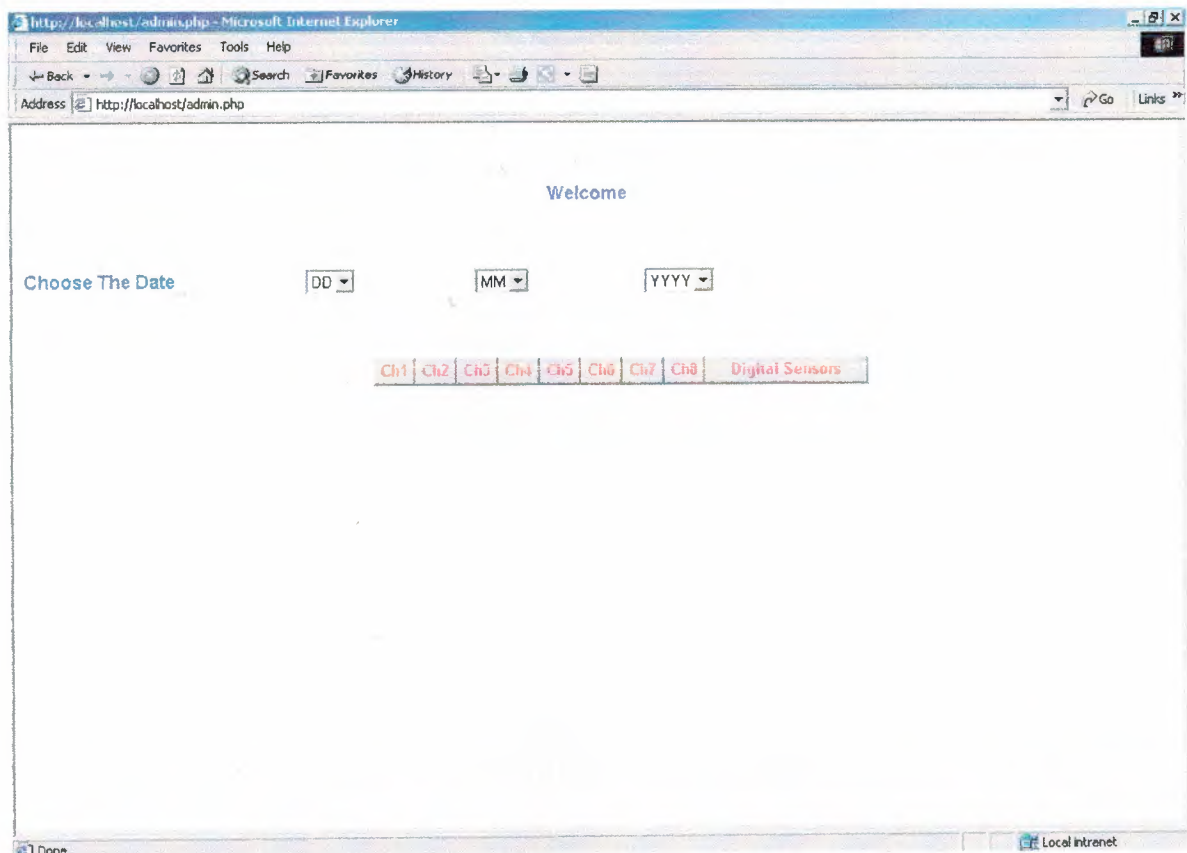 http://localhost/admin.php - Microsoft Internet Explorer
File Edit View Favorites Tools Help
Back Search Favorites History
Address http://localhost/admin.php Go Links »
Welcome
Choose The Date DD MM YYYY
Ch1 Ch2 Ch3 Ch4 Ch5 Ch6 Ch7 Ch8 Digital Sensors
Done Local intranet